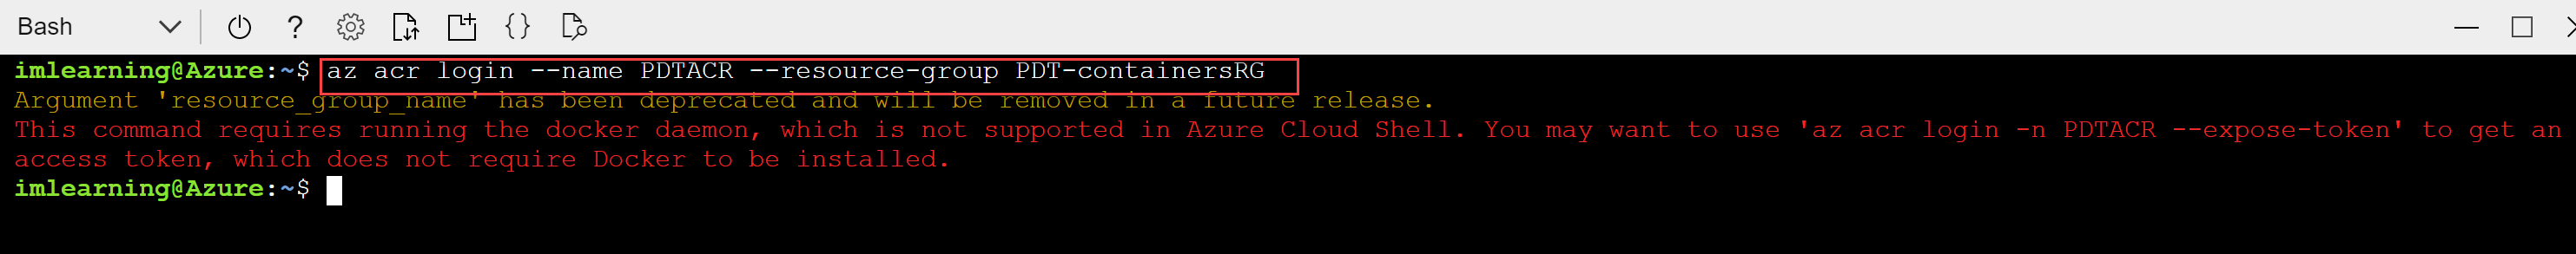 Bash
imlearning@Azure:~$ az acr login --name PDTACR --resource-group PDT-containersRG
Argument 'resource_group_name' has been deprecated and will be removed in a future release.
This command requires running the docker daemon, which is not supported in Azure Cloud Shell. You may want to use 'az acr login -n PDTACR --expose-token' to get an
access token, which does not require Docker to be installed.
imlearning@Azure:~$